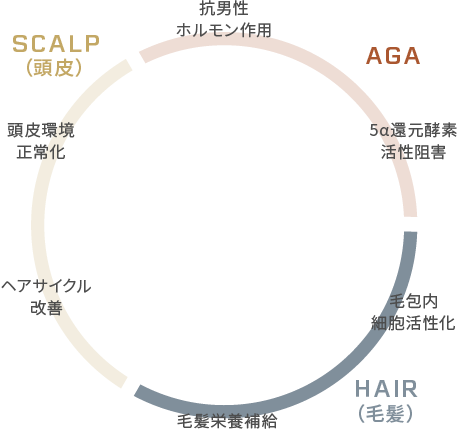 抗男性
ホルモン作用
SCALP
（頭皮）
AGA
頭皮環境
正常化
5α還元酵素
活性阻害
ヘアサイクル
改善
毛包内
細胞活性化
HAIR
（毛髪）
毛髪栄養補給